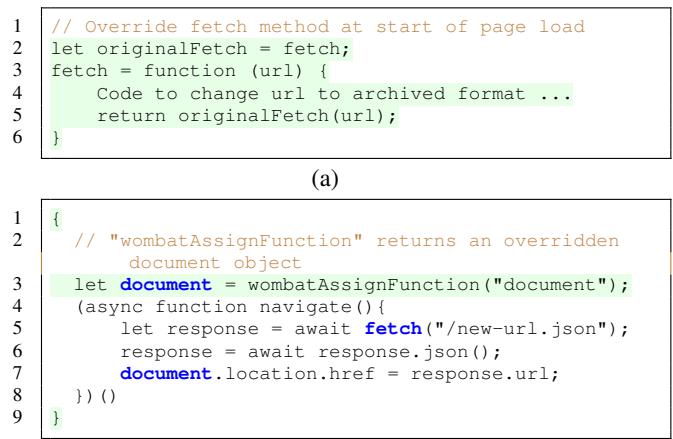 1 // Override fetch method at start of page load
2 let originalFetch = fetch;
3 fetch = function (url) {
4     Code to change url to archived format ...
5     return originalFetch(url);
6 }
(a)
1 {
2   // "wombatAssignFunction" returns an overridden
        document object
3   let document = wombatAssignFunction("document");
4   (async function navigate(){
5       let response = await fetch("/new-url.json");
6       response = await response.json();
7       document.location.href = response.url;
8   })()
9 }